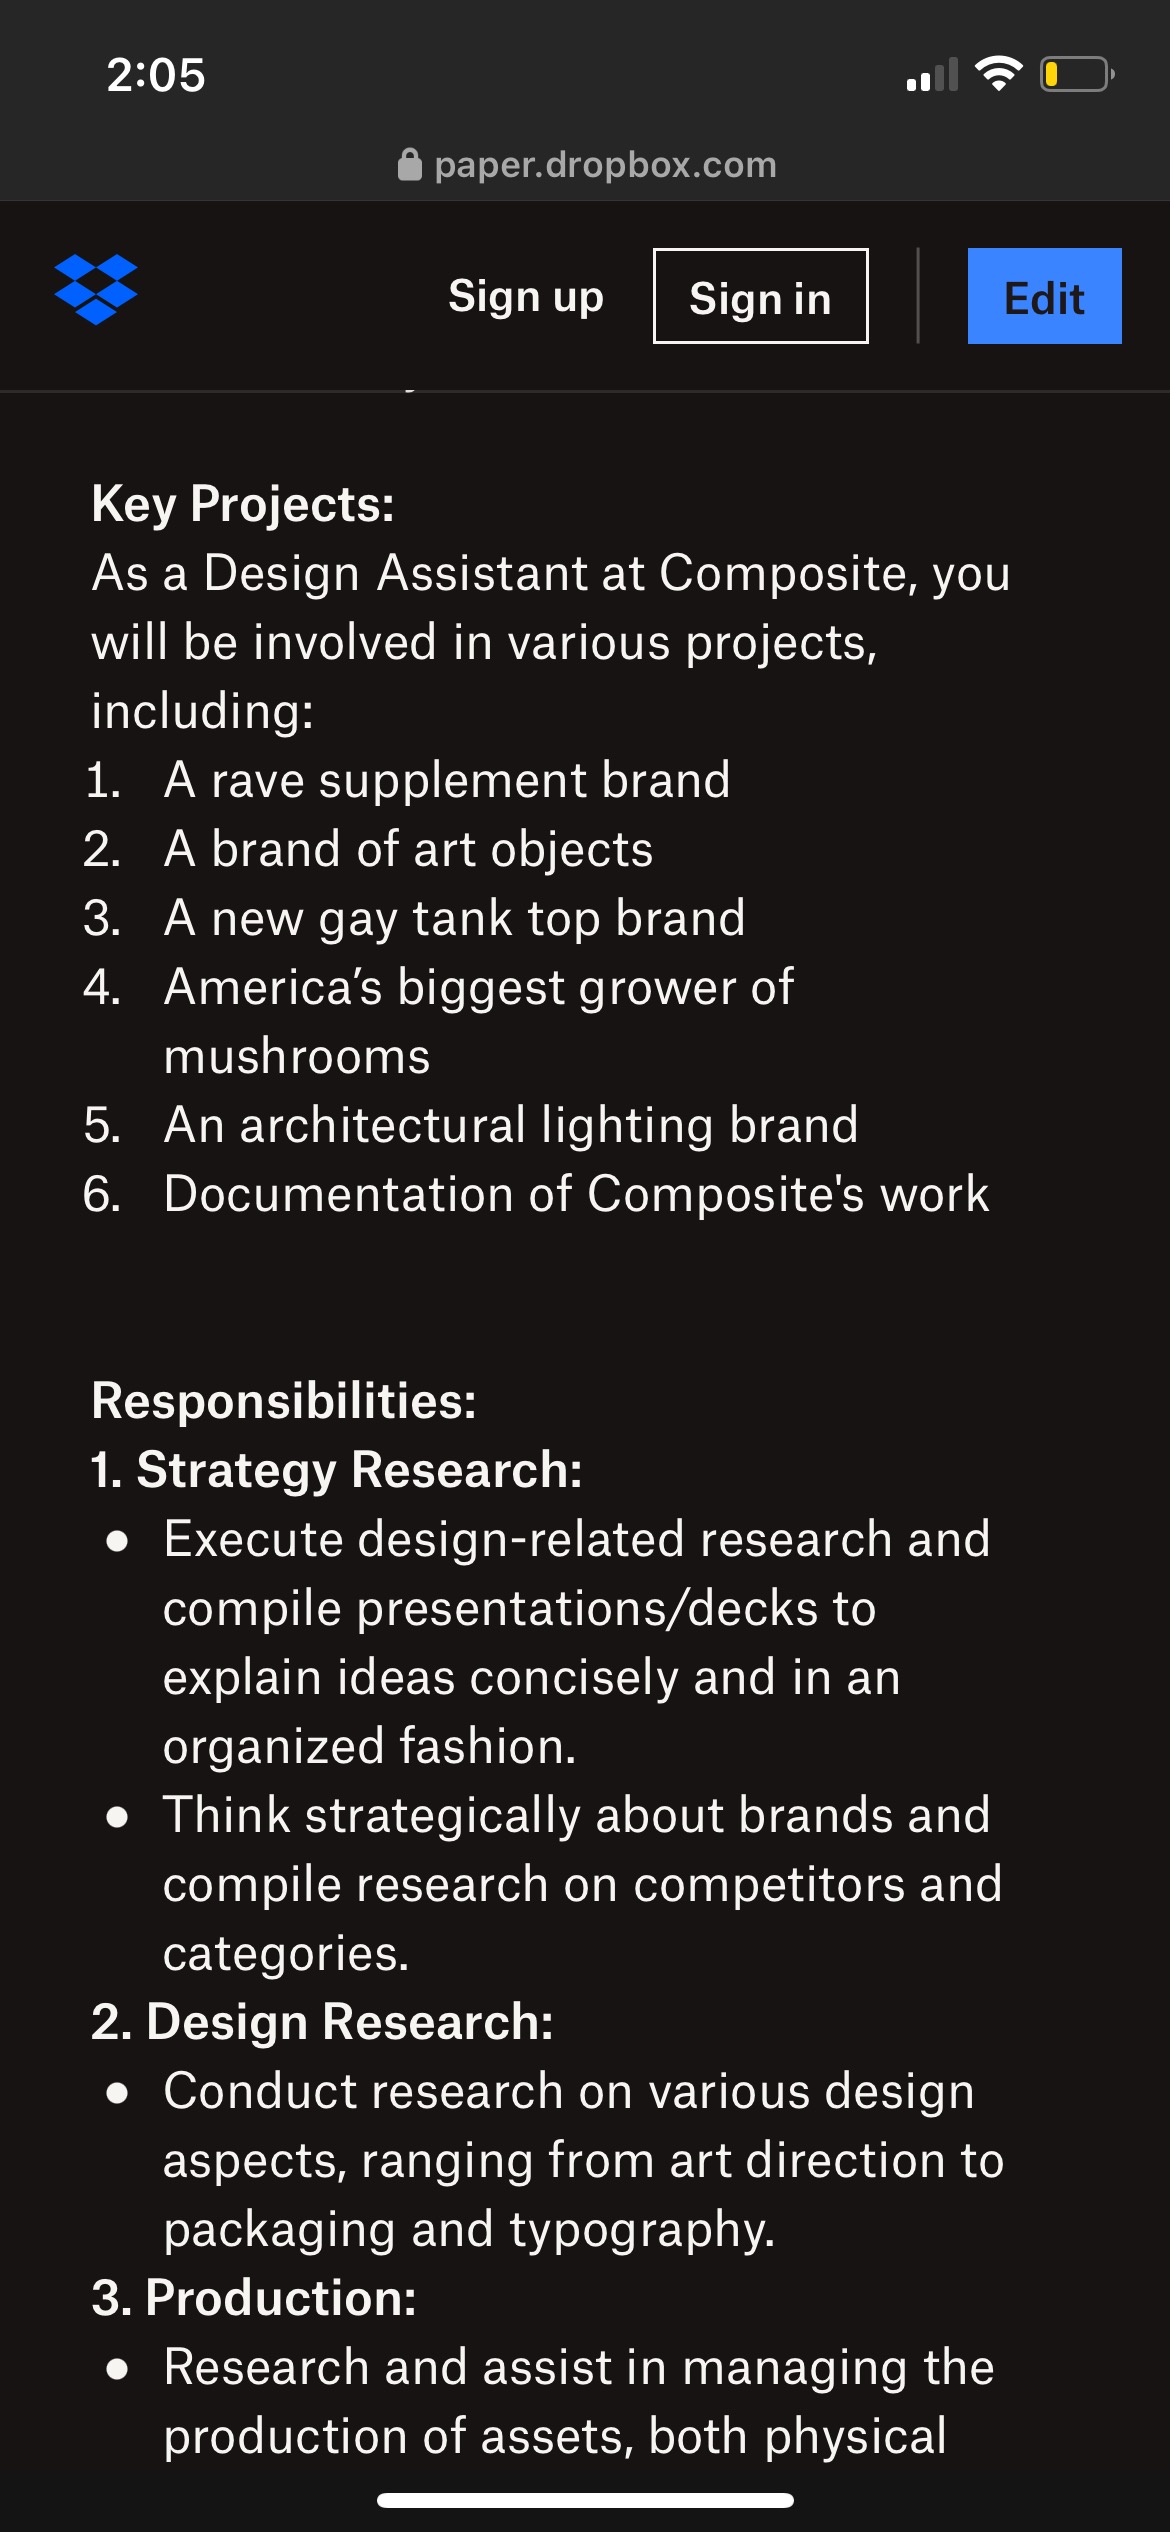 2:05
paper.dropbox.com
Sign up
Sign in
Edit
Key Projects:
As a Design Assistant at Composite, you
will be involved in various projects,
including:
1. A rave supplement brand
2. A brand of art objects
3. A new gay tank top brand
4. America’s biggest grower of
mushrooms
5. An architectural lighting brand
6. Documentation of Composite's work
Responsibilities:
1. Strategy Research:
● Execute design-related research and
compile presentations/decks to
explain ideas concisely and in an
organized fashion.
● Think strategically about brands and
compile research on competitors and
categories.
2. Design Research:
● Conduct research on various design
aspects, ranging from art direction to
packaging and typography.
3. Production:
● Research and assist in managing the
production of assets, both physical